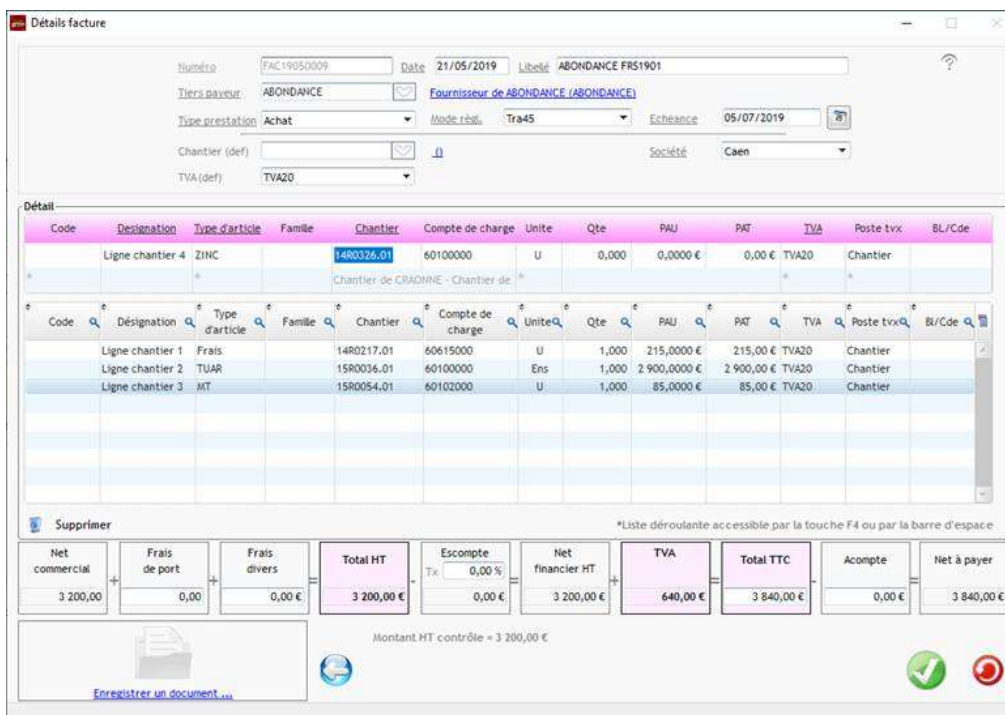 Détails facture
Numéro FAC19050009 Date 21/05/2019 Libellé ABONDANCE FRS1901
Tiers payeur ABONDANCE Fournisseur de ABONDANCE (ABONDANCE)
Type prestation Achat Mode règl. Tra45 Echeance 05/07/2019
Chantier (def) () Société Caen
TVA(def) TVA20
Détail
Code Designation Type d'article Famille Chantier Compte de charge Unite Qte PAU PAT TVA Poste tvx BL/Cde
Ligne chantier 4 ZINC 14R0326.01 60100000 U 0,000 0,0000 € 0,00 € TVA20 Chantier
* * Chantier de CRAONNE - Chantier de * * *
Code Désignation Type d'article Famille Chantier Compte de charge Unite Qte PAU PAT TVA Poste tvx Bl/Cde
Ligne chantier 1 Frais 14R0217.01 60615000 U 1,000 215,0000 € 215,00 € TVA20 Chantier
Ligne chantier 2 TUAR 15R0036.01 60100000 Ens 1,000 2 900,0000 € 2 900,00 € TVA20 Chantier
Ligne chantier 3 MT 15R0054.01 60102000 U 1,000 85,0000 € 85,00 € TVA20 Chantier
Supprimer *Liste déroulante accessible par la touche F4 ou par la barre d'espace
Net commercial + Frais de port + Frais divers = Total HT - Escompte Tx 0,00 % = Net financier HT + TVA = Total TTC - Acompte = Net à payer
3 200,00 0,00 0,00 € 3 200,00 € 0,00 € 3 200,00 € 640,00 € 3 840,00 € 0,00 € 3 840,00 €
Montant HT contrôle = 3 200,00 €
Enregistrer un document ...